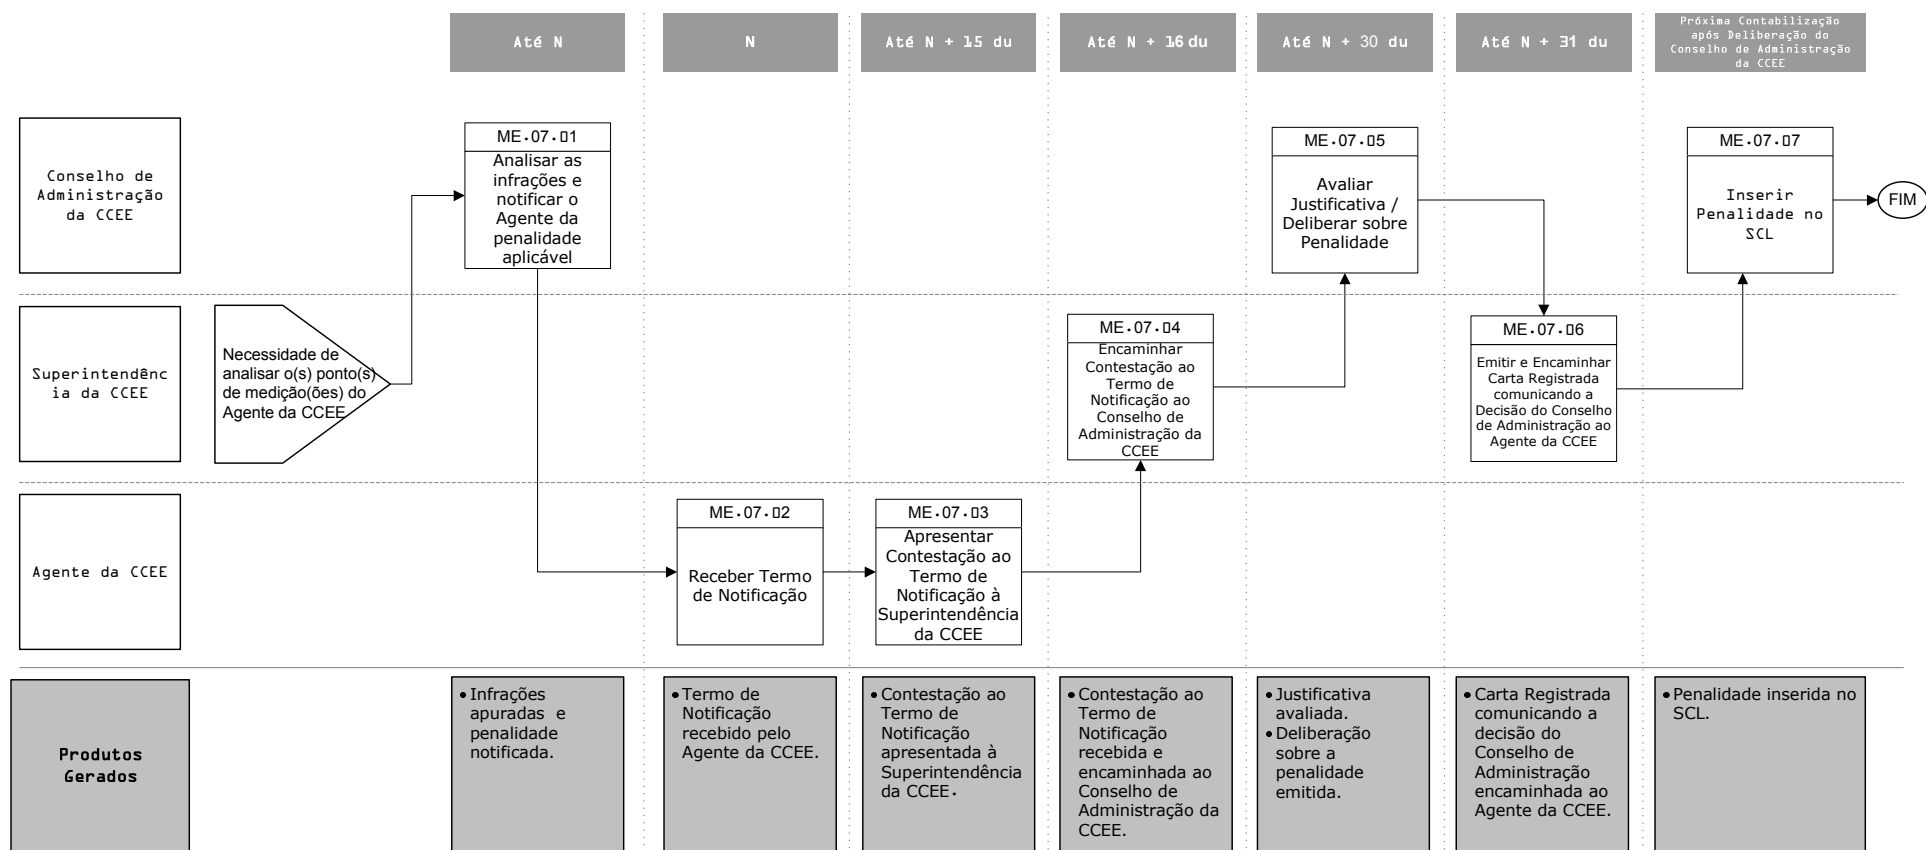 Até N
N
Até N + 15 du
Até N + 16 du
Até N + 30 du
Até N + 31 du
Próxima Contabilização
após Deliberação do
Conselho de Administração
da CCEE
Conselho de
Administração
da CCEE
ME.07.01
Analisar as
infrações e
notificar o
Agente da
penalidade
aplicável
ME.07.05
Avaliar
Justificativa /
Deliberar sobre
Penalidade
ME.07.07
Inserir
Penalidade no
SCL
FIM
Superintendênc
ia da CCEE
Necessidade de
analisar o(s) ponto(s)
de medição(ões) do
Agente da CCEE
ME.07.04
Encaminhar
Contestação ao
Termo de
Notificação ao
Conselho de
Administração da
CCEE
ME.07.06
Emitir e Encaminhar
Carta Registrada
comunicando a
Decisão do Conselho
de Administração ao
Agente da CCEE
Agente da CCEE
ME.07.02
Receber Termo
de Notificação
ME.07.03
Apresentar
Contestação ao
Termo de
Notificação à
Superintendência
da CCEE
Produtos
Gerados
• Infrações
apuradas e
penalidade
notificada.
• Termo de
Notificação
recebido pelo
Agente da CCEE.
• Contestação ao
Termo de
Notificação
apresentada à
Superintendência
da CCEE.
• Contestação ao
Termo de
Notificação
recebida e
encaminhada ao
Conselho de
Administração da
CCEE.
• Justificativa
avaliada.
• Deliberação
sobre a
penalidade
emitida.
• Carta Registrada
comunicando a
decisão do
Conselho de
Administração
encaminhada ao
Agente da CCEE.
• Penalidade inserida no
SCL.